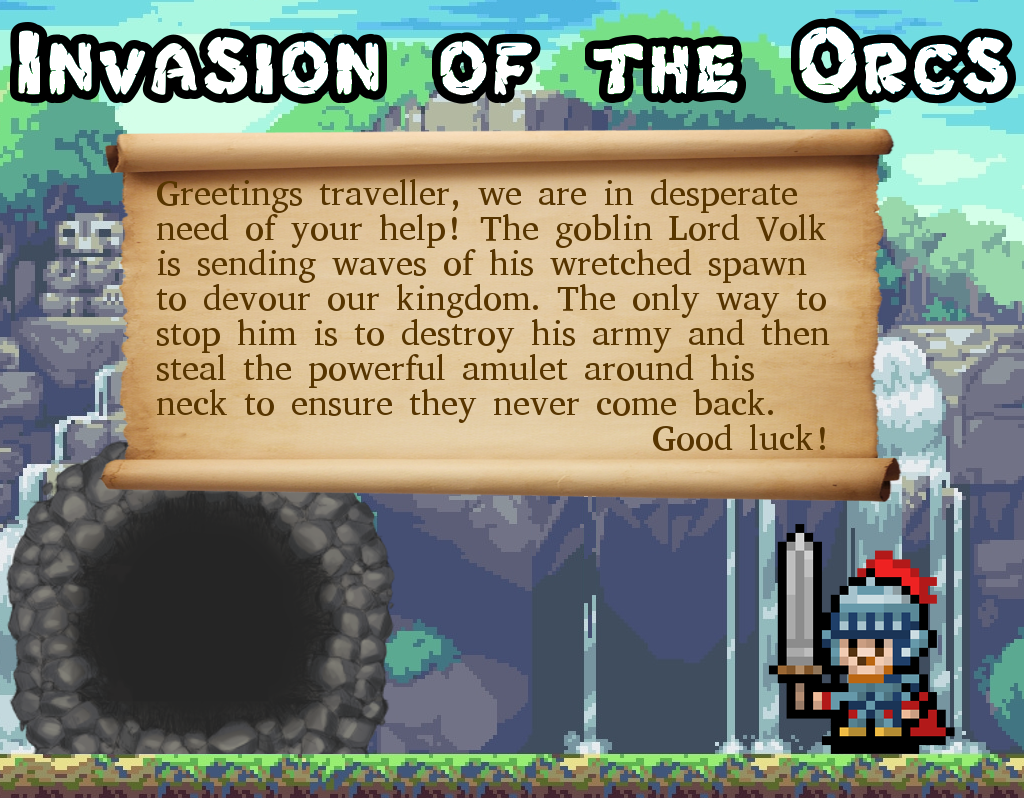 Invasion of the Orcs
Greetings traveller, we are in desperate
need of your help! The goblin Lord Volk
is sending waves of his wretched spawn
to devour our kingdom. The only way to
stop him is to destroy his army and then
steal the powerful amulet around his
neck to ensure they never come back.
Good luck!